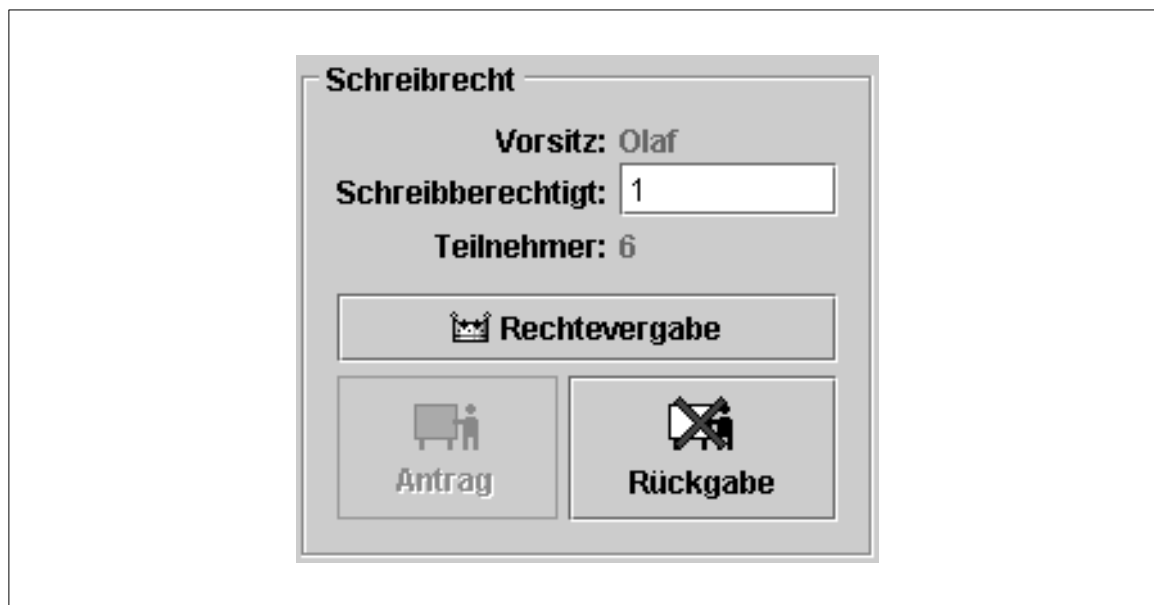 Schreibrecht
Vorsitz: Olaf
Schreibberechtigt: 1
Teilnehmer: 6
Rechtevergabe
Antrag
Rückgabe